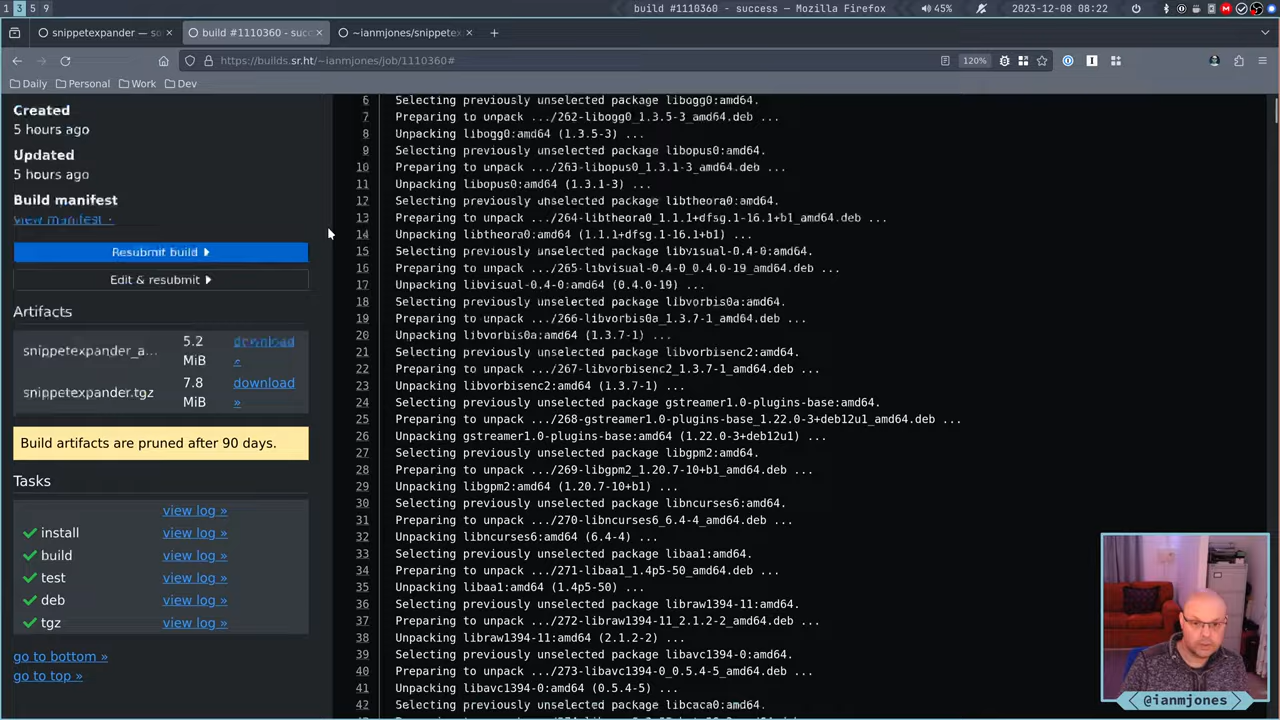 1 3 5 9
build #1110360 - success — Mozilla Firefox
45%
2023-12-08 08:22
snippetexpander — so
build #1110360 - suc
~ianmjones/snippetex
https://builds.sr.ht/~ianmjones/job/1110360#
120%
Daily
Personal
Work
Dev
Created
5 hours ago
Updated
5 hours ago
Build manifest
view manifest
Resubmit build
Edit & resubmit
Artifacts
snippetexpander_a...
5.2 MiB
download
snippetexpander.tgz
7.8 MiB
download »
Build artifacts are pruned after 90 days.
Tasks
view log »
install view log »
build view log »
test view log »
deb view log »
tgz view log »
go to bottom »
go to top »
6 Selecting previously unselected package libogg0:amd64.
7 Preparing to unpack .../262-libogg0_1.3.5-3_amd64.deb ...
8 Unpacking libogg0:amd64 (1.3.5-3) ...
9 Selecting previously unselected package libopus0:amd64.
10 Preparing to unpack .../263-libopus0_1.3.1-3_amd64.deb ...
11 Unpacking libopus0:amd64 (1.3.1-3) ...
12 Selecting previously unselected package libtheora0:amd64.
13 Preparing to unpack .../264-libtheora0_1.1.1+dfsg.1-16.1+b1_amd64.deb ...
14 Unpacking libtheora0:amd64 (1.1.1+dfsg.1-16.1+b1) ...
15 Selecting previously unselected package libvisual-0.4-0:amd64.
16 Preparing to unpack .../265-libvisual-0.4-0_0.4.0-19_amd64.deb ...
17 Unpacking libvisual-0.4-0:amd64 (0.4.0-19) ...
18 Selecting previously unselected package libvorbis0a:amd64.
19 Preparing to unpack .../266-libvorbis0a_1.3.7-1_amd64.deb ...
20 Unpacking libvorbis0a:amd64 (1.3.7-1) ...
21 Selecting previously unselected package libvorbisenc2:amd64.
22 Preparing to unpack .../267-libvorbisenc2_1.3.7-1_amd64.deb ...
23 Unpacking libvorbisenc2:amd64 (1.3.7-1) ...
24 Selecting previously unselected package gstreamer1.0-plugins-base:amd64.
25 Preparing to unpack .../268-gstreamer1.0-plugins-base_1.22.0-3+deb12u1_amd64.deb ...
26 Unpacking gstreamer1.0-plugins-base:amd64 (1.22.0-3+deb12u1) ...
27 Selecting previously unselected package libgpm2:amd64.
28 Preparing to unpack .../269-libgpm2_1.20.7-10+b1_amd64.deb ...
29 Unpacking libgpm2:amd64 (1.20.7-10+b1) ...
30 Selecting previously unselected package libncurses6:amd64.
31 Preparing to unpack .../270-libncurses6_6.4-4_amd64.deb ...
32 Unpacking libncurses6:amd64 (6.4-4) ...
33 Selecting previously unselected package libaa1:amd64.
34 Preparing to unpack .../271-libaa1_1.4p5-50_amd64.deb ...
35 Unpacking libaa1:amd64 (1.4p5-50) ...
36 Selecting previously unselected package libraw1394-11:amd64.
37 Preparing to unpack .../272-libraw1394-11_2.1.2-2_amd64.deb ...
38 Unpacking libraw1394-11:amd64 (2.1.2-2) ...
39 Selecting previously unselected package libavc1394-0:amd64.
40 Preparing to unpack .../273-libavc1394-0_0.5.4-5_amd64.deb ...
41 Unpacking libavc1394-0:amd64 (0.5.4-5) ...
42 Selecting previously unselected package libcaca0:amd64.
@ianmjones